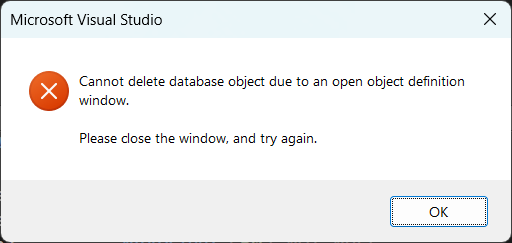 Microsoft Visual Studio
Cannot delete database object due to an open object definition
window.
Please close the window, and try again.
OK